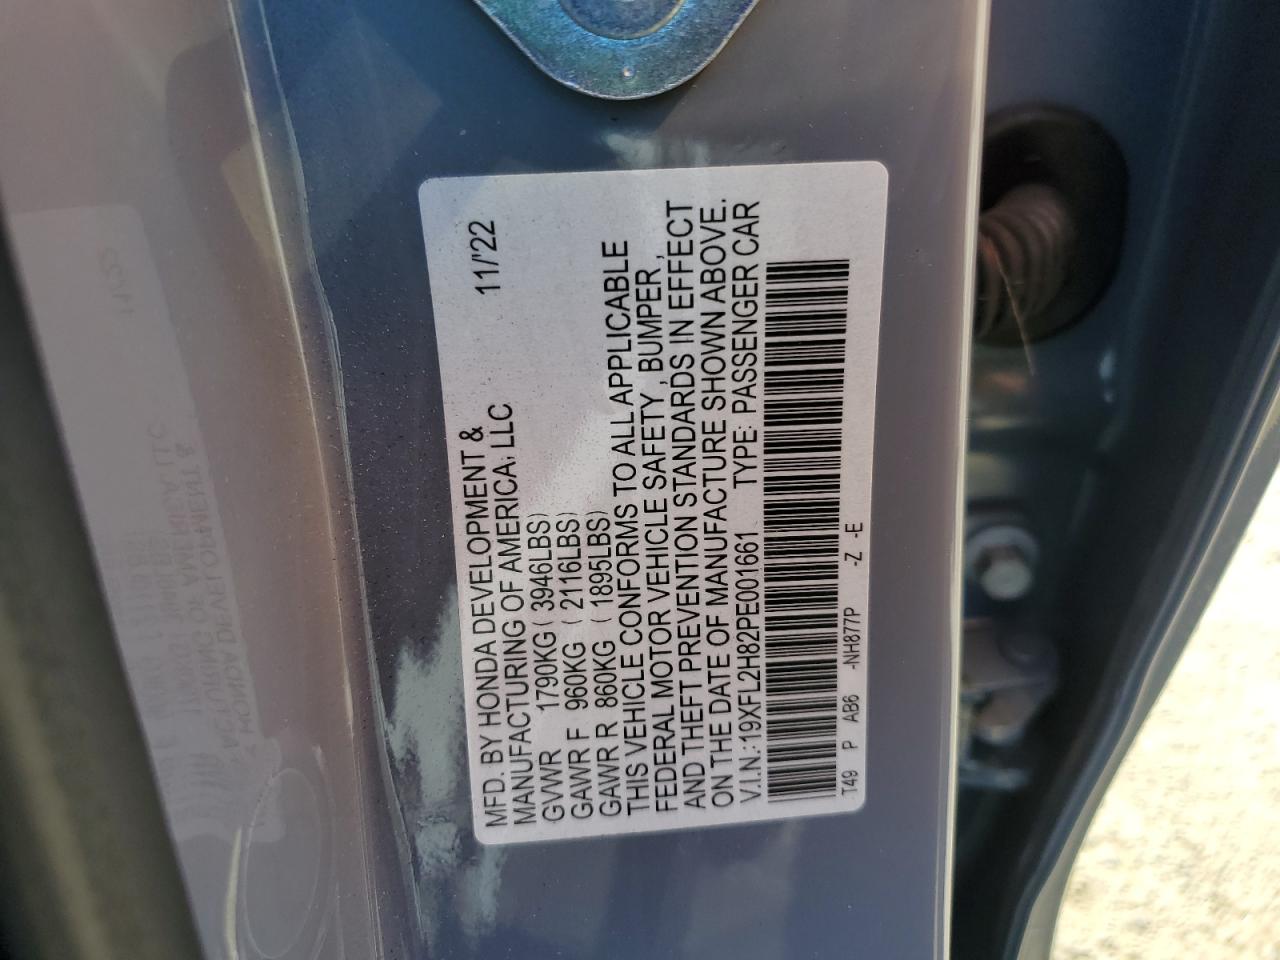 MFD. BY HONDA DEVELOPMENT & 11/'22
MANUFACTURING OF AMERICA, LLC
GVWR 1790KG ( 3946LBS)
GAWR F 960KG ( 2116LBS)
GAWR R 860KG ( 1895LBS)
THIS VEHICLE CONFORMS TO ALL APPLICABLE
FEDERAL MOTOR VEHICLE SAFETY, BUMPER,
AND THEFT PREVENTION STANDARDS IN EFFECT
ON THE DATE OF MANUFACTURE SHOWN ABOVE.
V.I.N.:19XFL2H82PE001661 TYPE: PASSENGER CAR
T49 P AB6 -NH877P -Z -E